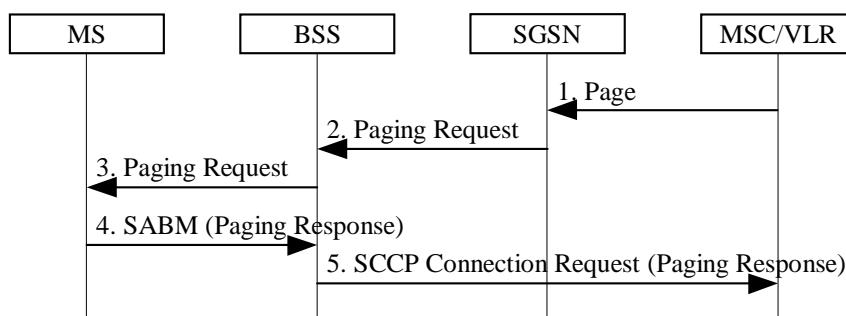 MS BSS SGSN MSC/VLR
1. Page
2. Paging Request
3. Paging Request
4. SABM (Paging Response)
5. SCCP Connection Request (Paging Response)